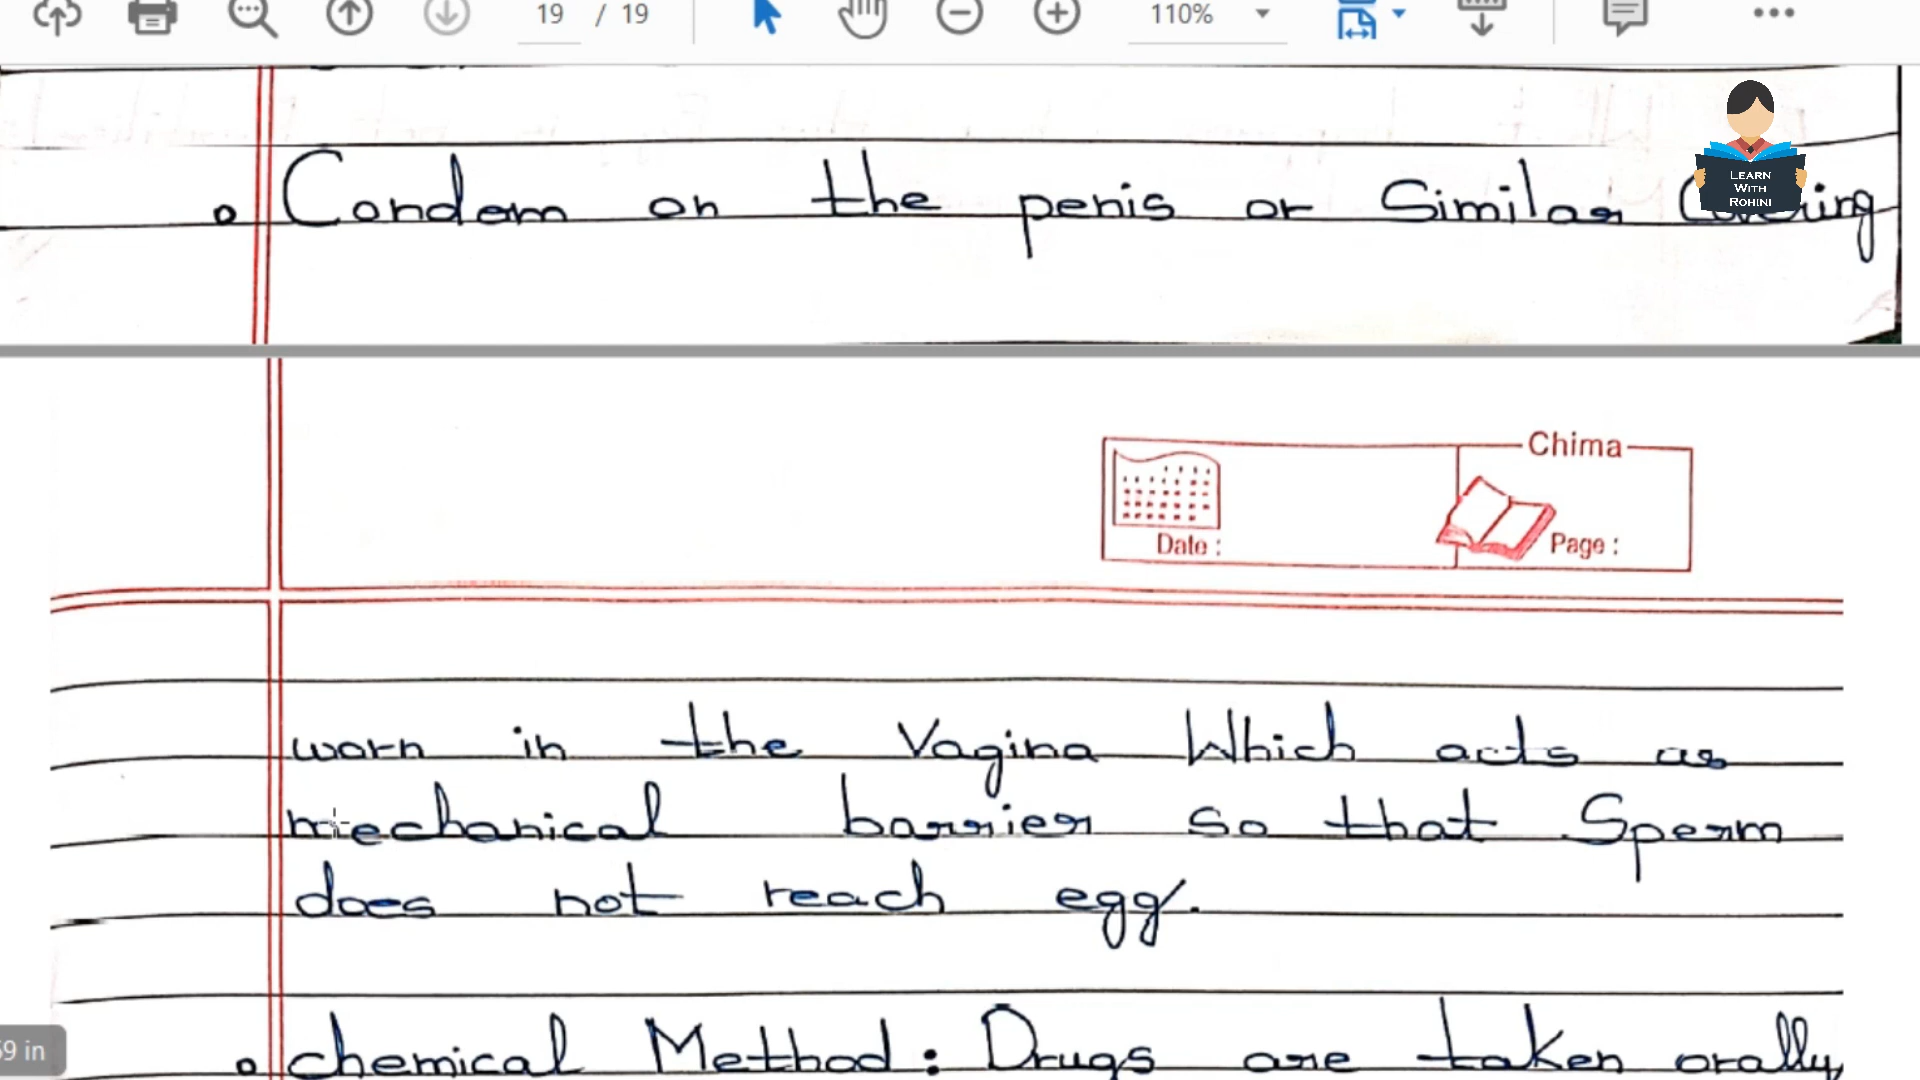 19 / 19 110%
LEARN
With
ROHINI
• Condom on the penis or Similar Covering
Chima
Date : Page :
worn in the Vagina Which acts as
mechanical barrier so that Sperm
does not reach egg.
59 in
• chemical Method : Drugs are taken orally